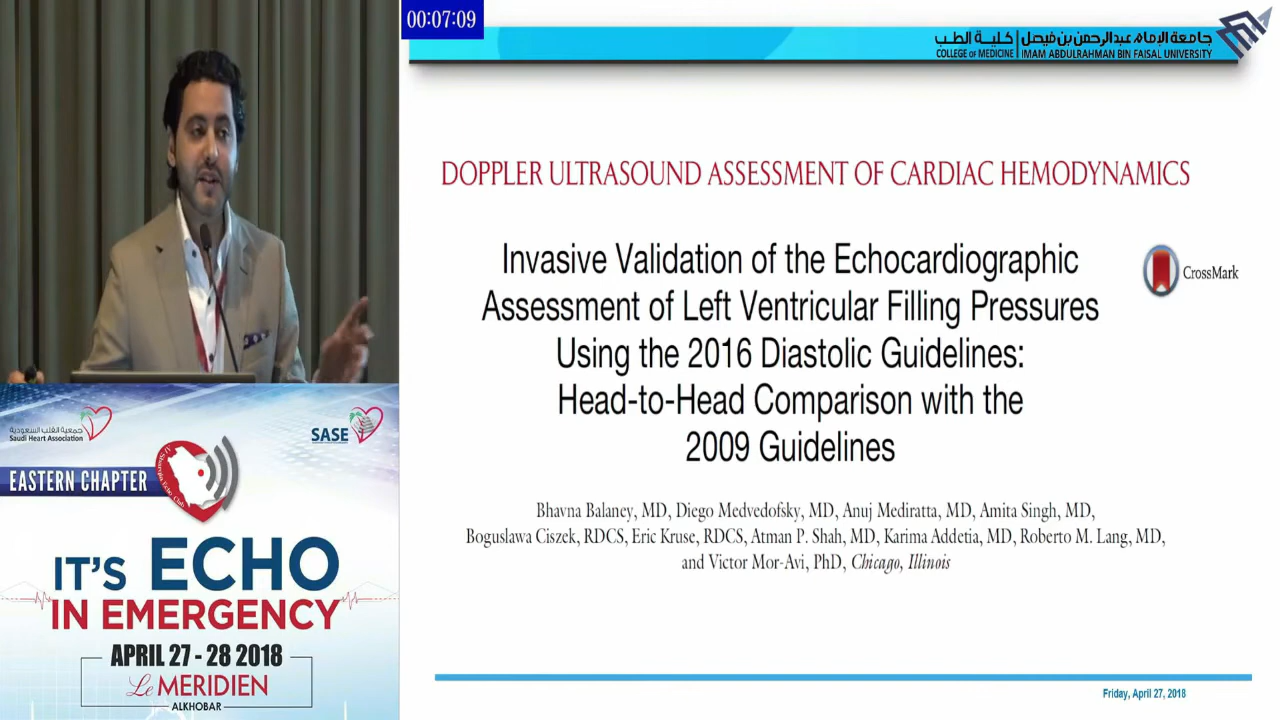 00:07:09
جامعة الإمام عبدالرحمن بن فيصل | كلية الطب
COLLEGE OF MEDICINE | IMAM ABDULRAHMAN BIN FAISAL UNIVERSITY
DOPPLER ULTRASOUND ASSESSMENT OF CARDIAC HEMODYNAMICS
Invasive Validation of the Echocardiographic
Assessment of Left Ventricular Filling Pressures
Using the 2016 Diastolic Guidelines:
Head-to-Head Comparison with the
2009 Guidelines
CrossMark
Bhavna Balaney, MD, Diego Medvedofsky, MD, Anuj Mediratta, MD, Amita Singh, MD,
Boguslawa Ciszek, RDCS, Eric Kruse, RDCS, Atman P. Shah, MD, Karima Addetia, MD, Roberto M. Lang, MD,
and Victor Mor-Avi, PhD, Chicago, Illinois
Friday, April 27, 2018
جمعية القلب السعودية
Saudi Heart Association
SASE
EASTERN CHAPTER
Al Sharqia Echo Club
IT'S ECHO
IN EMERGENCY
APRIL 27 - 28 2018
Le MERIDIEN
ALKHOBAR